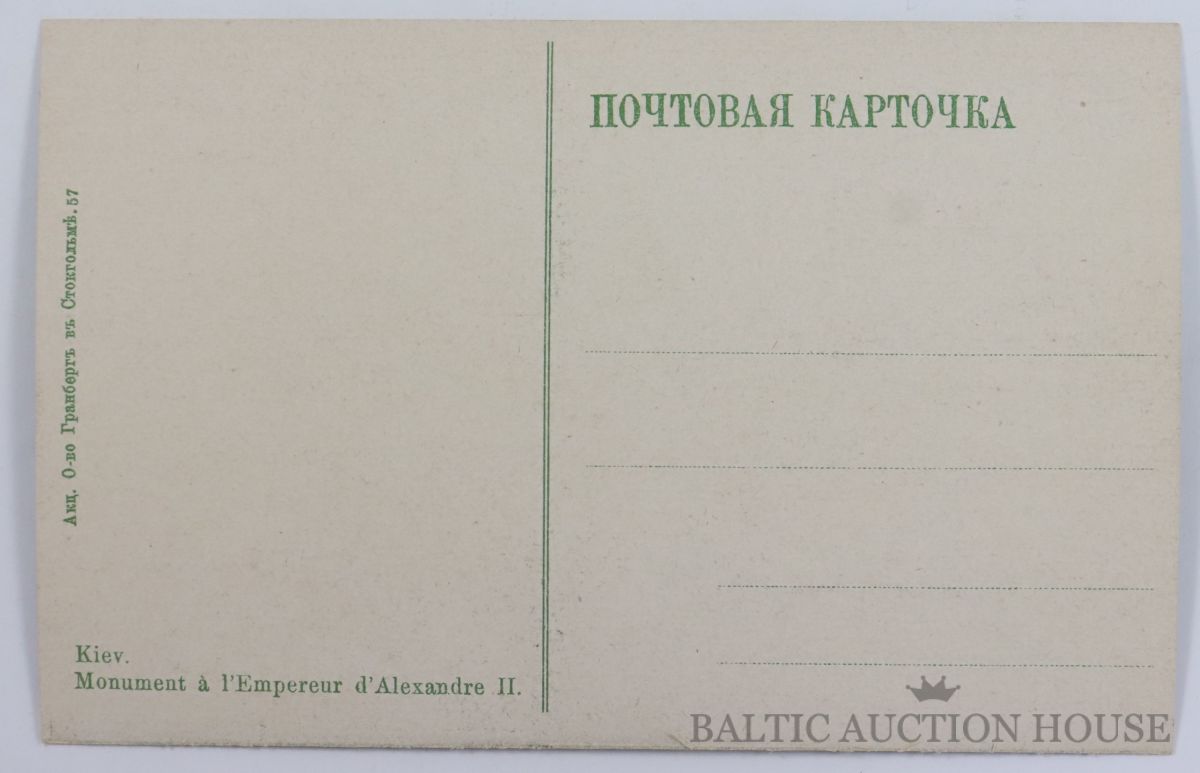 ПОЧТОВАЯ КАРТОЧКА
Акц. О-во Гранбергъ въ Стокгольмѣ. 57
Kiev.
Monument à l'Empereur d'Alexandre II.
BALTIC AUCTION HOUSE